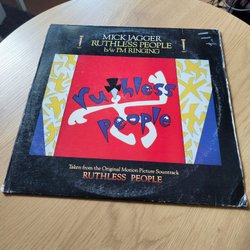 MICK JAGGER
RUTHLESS PEOPLE
b/w I'M RINGING
ruthless
people
Taken from the Original Motion Picture Soundtrack
RUTHLESS PEOPLE